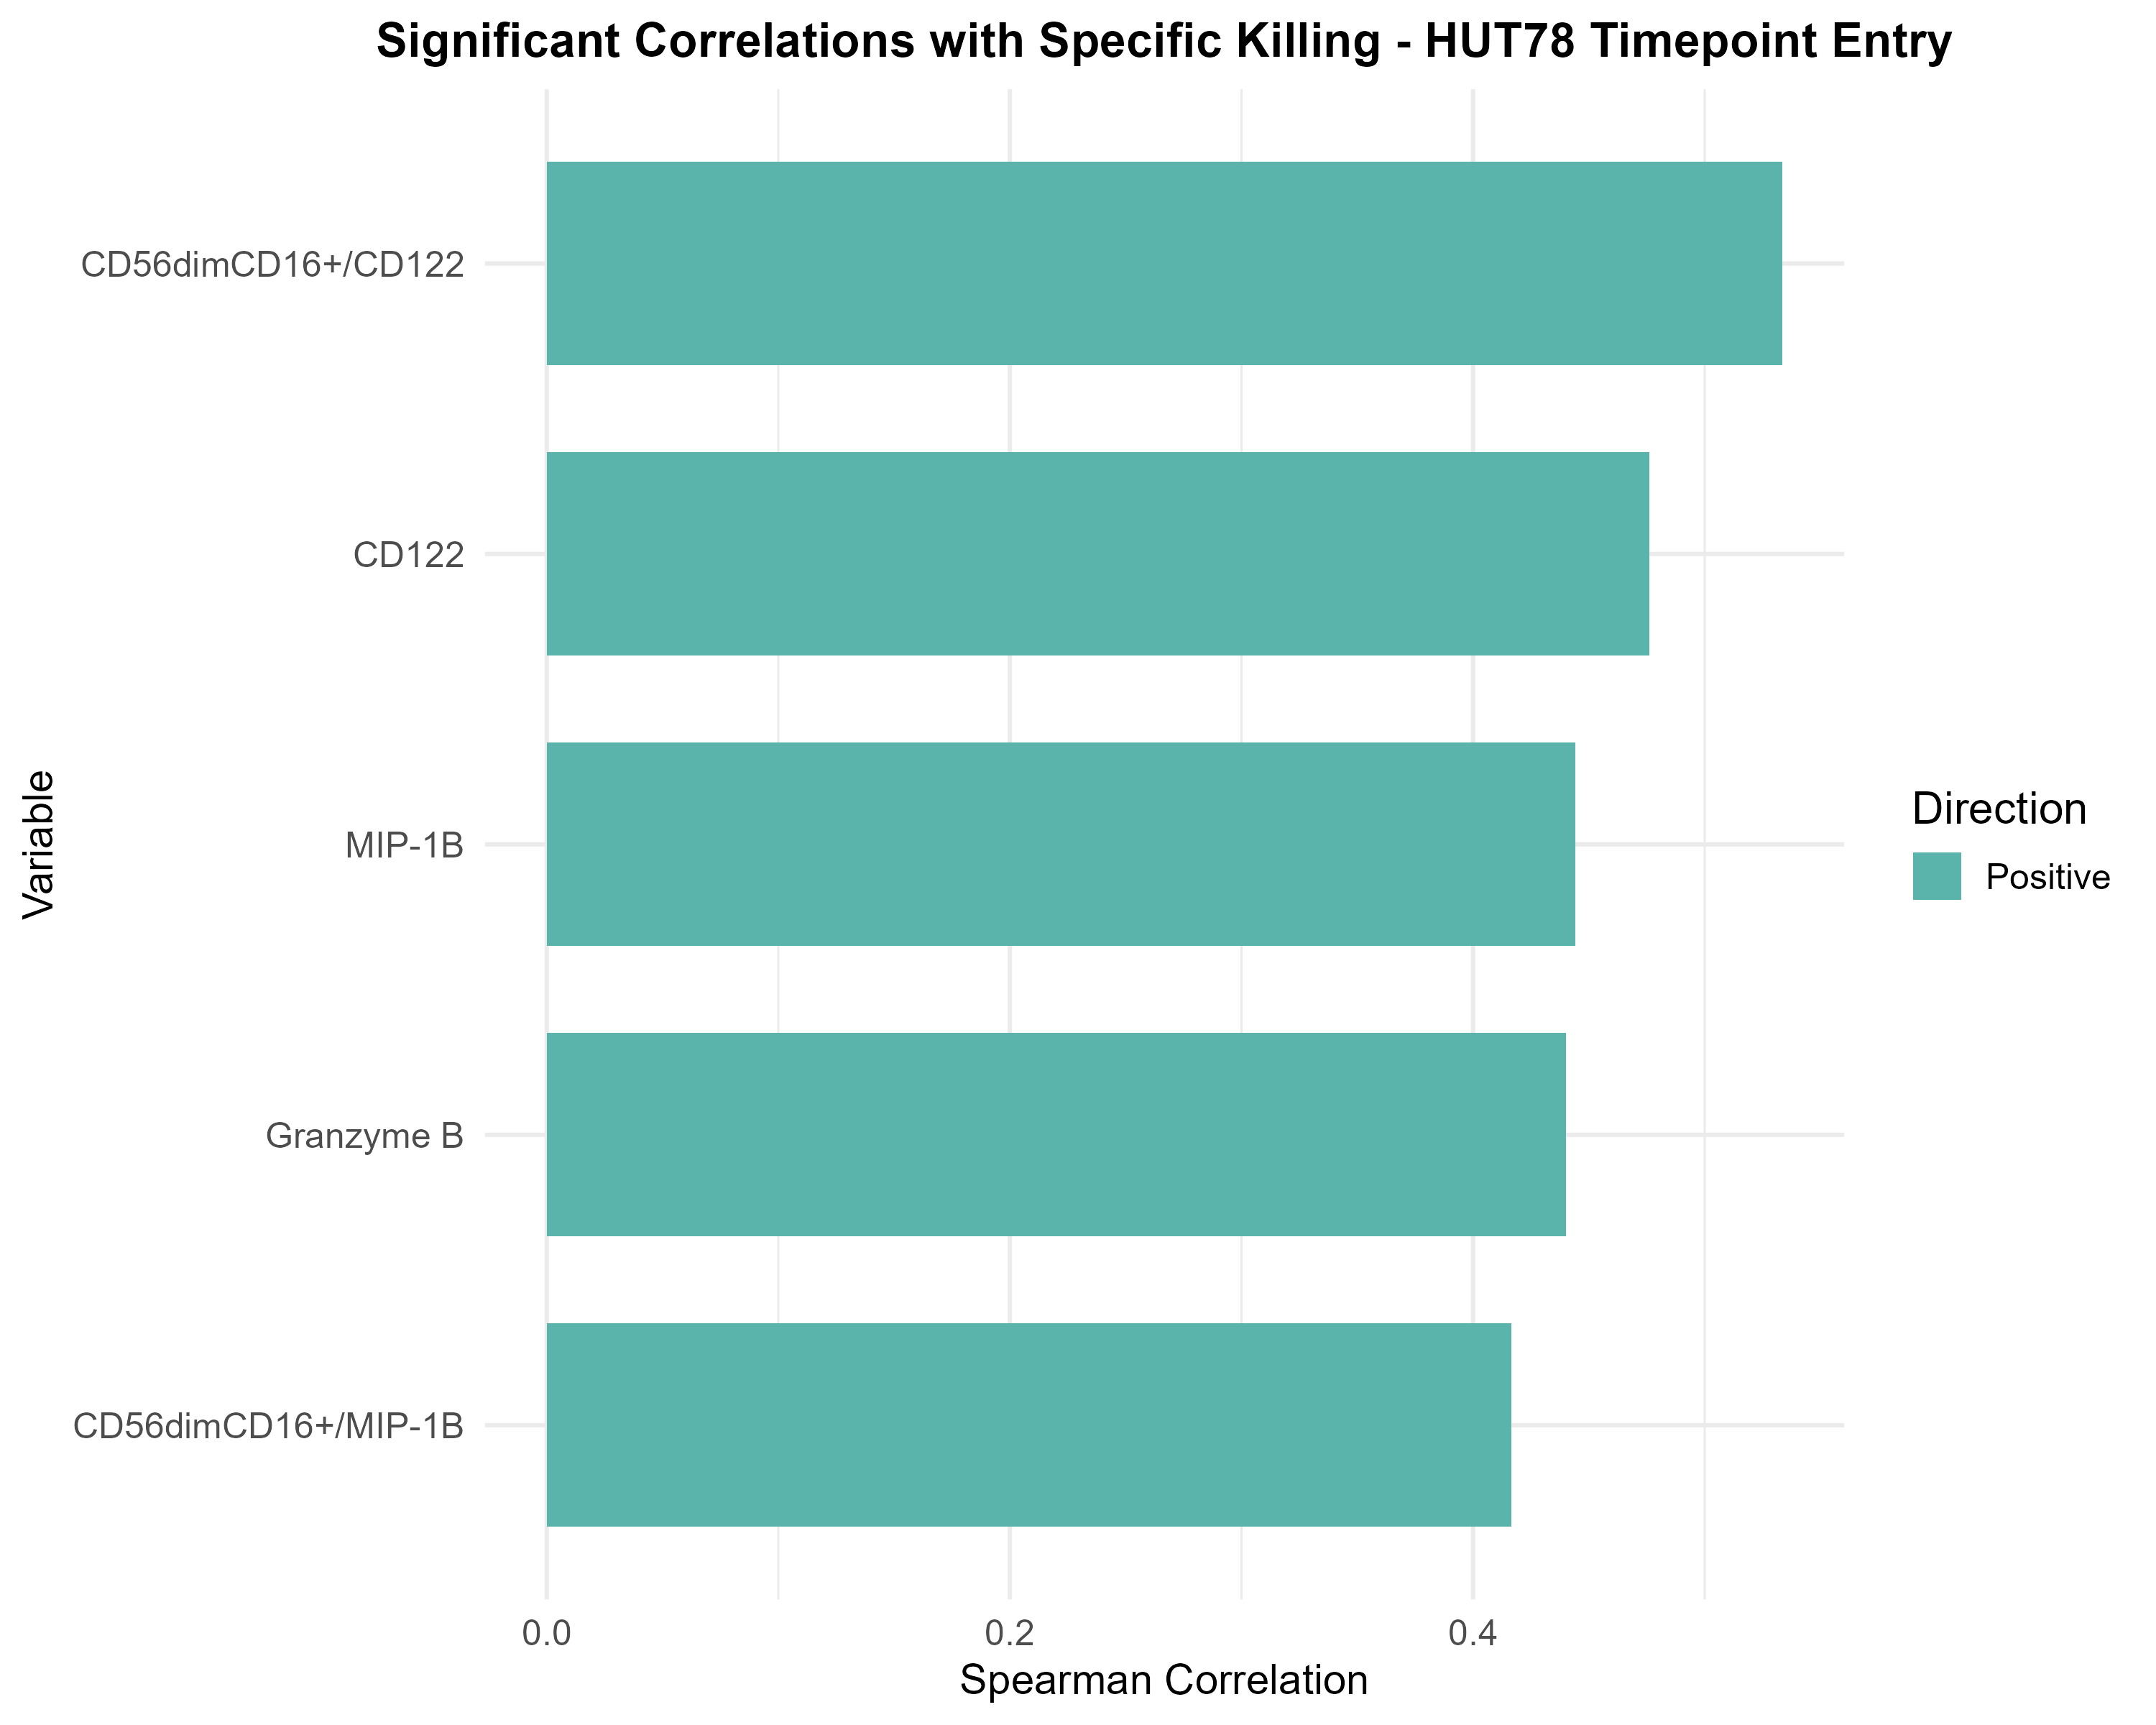 Significant Correlations with Specific Killing - HUT78 Timepoint Entry
CD56dimCD16+/CD122
CD122
MIP-1B
Granzyme B
CD56dimCD16+/MIP-1B
Variable
0.0
0.2
0.4
Spearman Correlation
Direction
Positive